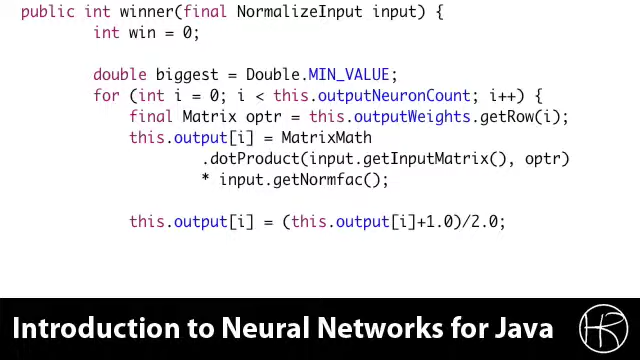 public int winner(final NormalizeInput input) {
int win = 0;
double biggest = Double.MIN_VALUE;
for (int i = 0; i < this.outputNeuronCount; i++) {
final Matrix optr = this.outputWeights.getRow(i);
this.output[i] = MatrixMath
.dotProduct(input.getInputMatrix(), optr)
* input.getNormfac();
this.output[i] = (this.output[i]+1.0)/2.0;
Introduction to Neural Networks for Java